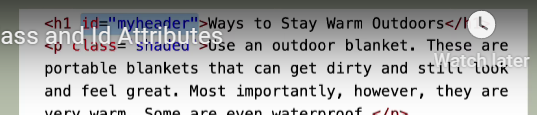 <h1 id="myheader">Ways to Stay Warm Outdoors</h
ass and Id Attributes
<p class="shaded">Use an outdoor blanket. These are
Watch later
portable blankets that can get dirty and still look
and feel great. Most importantly, however, they are
very warm. Some are even waterproof.</p>